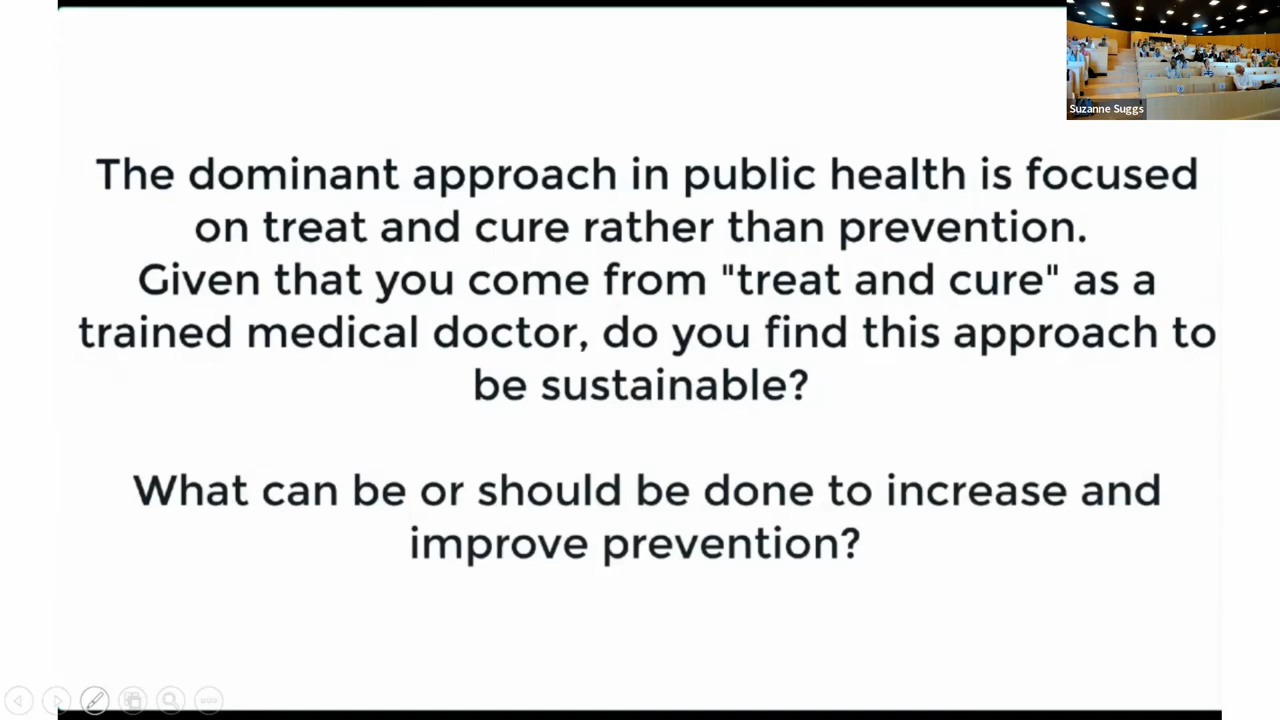 Suzanne Suggs
The dominant approach in public health is focused
on treat and cure rather than prevention.
Given that you come from "treat and cure" as a
trained medical doctor, do you find this approach to
be sustainable?
What can be or should be done to increase and
improve prevention?